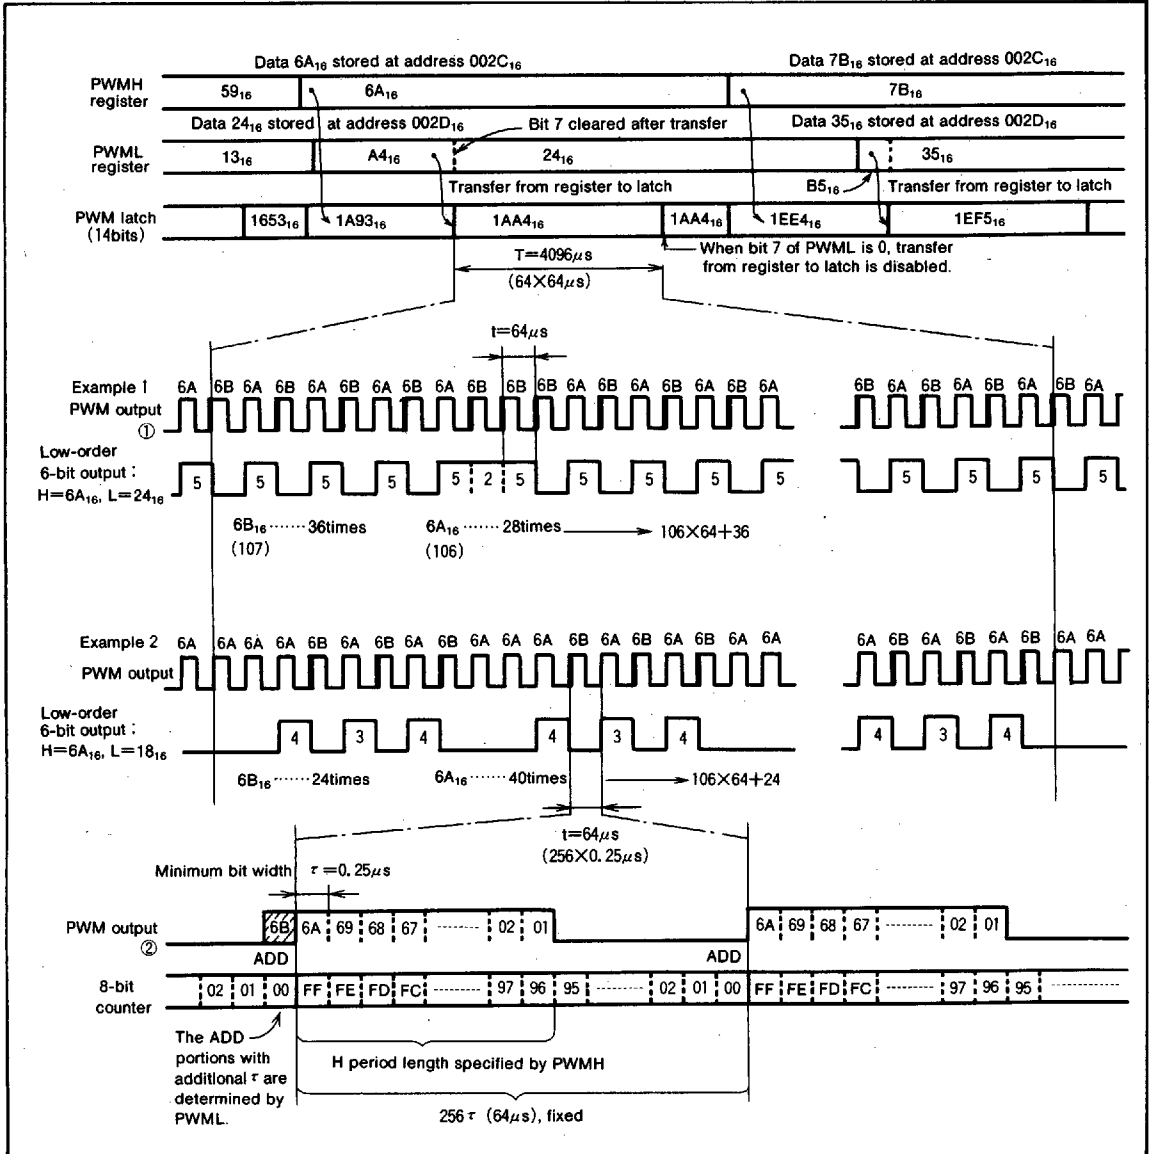 Data 6A₁₆ stored at address 002C₁₆ Data 7B₁₆ stored at address 002C₁₆
PWMH register 59₁₆ 6A₁₆ 7B₁₆
Data 24₁₆ stored at address 002D₁₆ Bit 7 cleared after transfer Data 35₁₆ stored at address 002D₁₆
PWML register 13₁₆ A4₁₆ 24₁₆ 35₁₆
Transfer from register to latch B5₁₆ Transfer from register to latch
PWM latch (14bits) 1653₁₆ 1A93₁₆ 1AA4₁₆ 1AA4₁₆ 1EE4₁₆ 1EF5₁₆
When bit 7 of PWML is 0, transfer
from register to latch is disabled.
T=4096μs
(64×64μs)
t=64μs
Example 1 6A 6B 6A 6B 6A 6B 6A 6B 6A 6B 6B 6B 6A 6B 6A 6B 6B 6B 6A 6B 6A 6B 6A 6B 6A 6B 6A
PWM output
①
Low-order
6-bit output :
H=6A₁₆, L=24₁₆ 5 5 5 5 5 2 5 5 5 5 5 5 5 5
6B₁₆ ······· 36times 6A₁₆ ······· 28times 106×64+36
(107) (106)
Example 2 6A 6A 6A 6A 6B 6A 6B 6A 6B 6A 6A 6A 6B 6A 6B 6A 6B 6A 6A 6B 6A 6B 6A 6B 6A 6A
PWM output
Low-order
6-bit output :
H=6A₁₆, L=18₁₆ 4 3 4 4 3 4 4 3 4
6B₁₆ ······· 24times 6A₁₆ ······ 40times 106×64+24
t=64μs
(256×0.25μs)
Minimum bit width τ=0.25μs
PWM output 6B 6A 69 68 67 -------- 02 01 6A 69 68 67 -------- 02 01
②
ADD ADD
8-bit counter 02 01 00 FF FE FD FC -------- 97 96 95 -------- 02 01 00 FF FE FD FC -------- 97 96 95 --------
The ADD
portions with
additional τ are
determined by
PWML.
H period length specified by PWMH
256τ (64μs), fixed